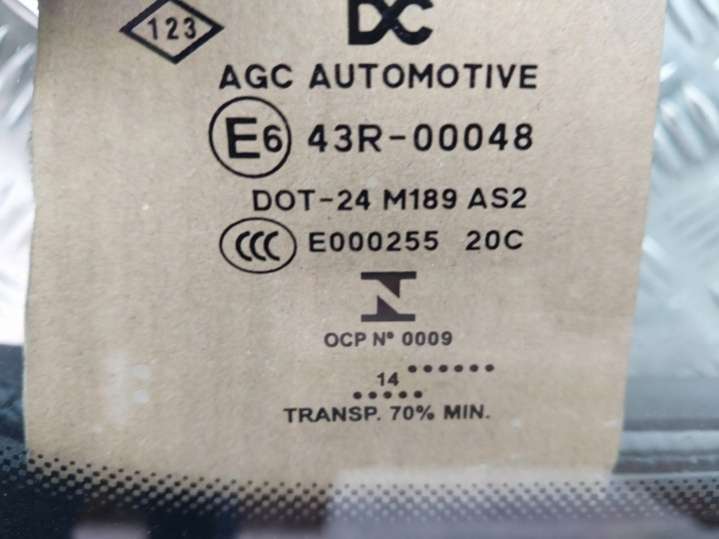 123
DC
AGC AUTOMOTIVE
E6 43R-00048
DOT-24 M189 AS2
CCC E000255 20C
N
OCP Nº 0009
14
TRANSP. 70% MIN.